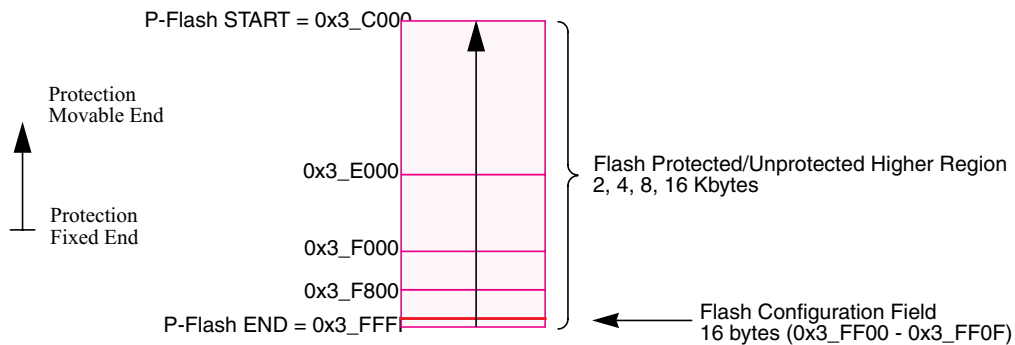 P-Flash START = 0x3_C000
Protection
Movable End
0x3_E000
Flash Protected/Unprotected Higher Region
2, 4, 8, 16 Kbytes
Protection
Fixed End
0x3_F000
0x3_F800
P-Flash END = 0x3_FFF
Flash Configuration Field
16 bytes (0x3_FF00 - 0x3_FF0F)